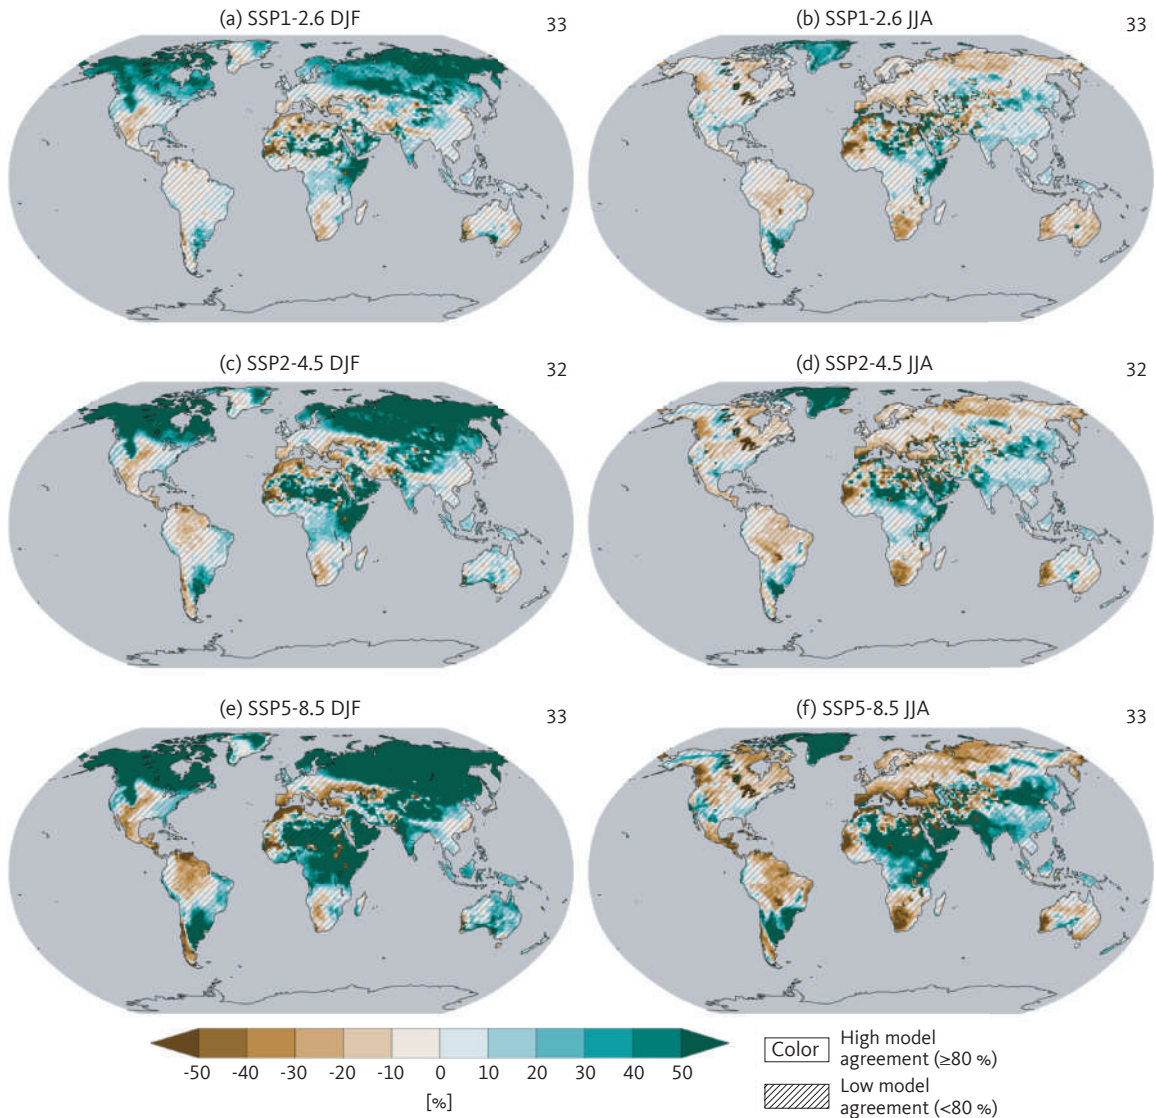 (a) SSP1-2.6 DJF
33
(b) SSP1-2.6 JJA
33
(c) SSP2-4.5 DJF
32
(d) SSP2-4.5 JJA
32
(e) SSP5-8.5 DJF
33
(f) SSP5-8.5 JJA
33
-50 -40 -30 -20 -10 0 10 20 30 40 50
[%]
Color
High model
agreement (≥80 %)
Low model
agreement (<80 %)